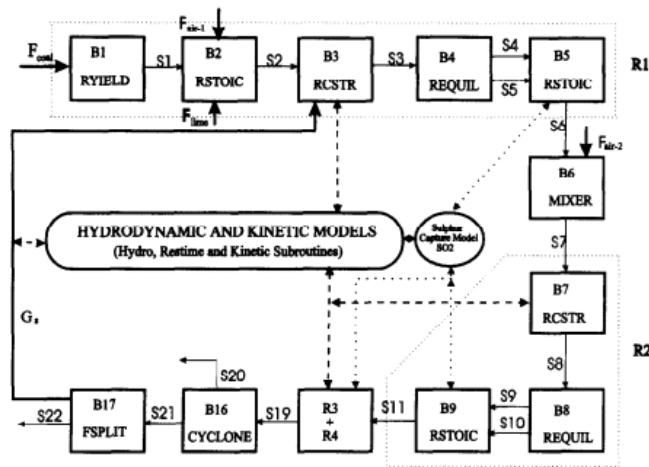 F_air-1
F_coal
B1
RYIELD
S1
B2
RSTOIC
S2
B3
RCSTR
S3
B4
REQUIL
S4
S5
B5
RSTOIC
R1
F_lime
S6
F_air-2
B6
MIXER
S7
HYDRODYNAMIC AND KINETIC MODELS
(Hydro, Restime and Kinetic Subroutines)
Sulphur
Capture Model
SO2
B7
RCSTR
R2
G_s
S8
S20
B17
FSPLIT
S22
S21
B16
CYCLONE
S19
R3
+
R4
S11
B9
RSTOIC
S9
S10
B8
REQUIL